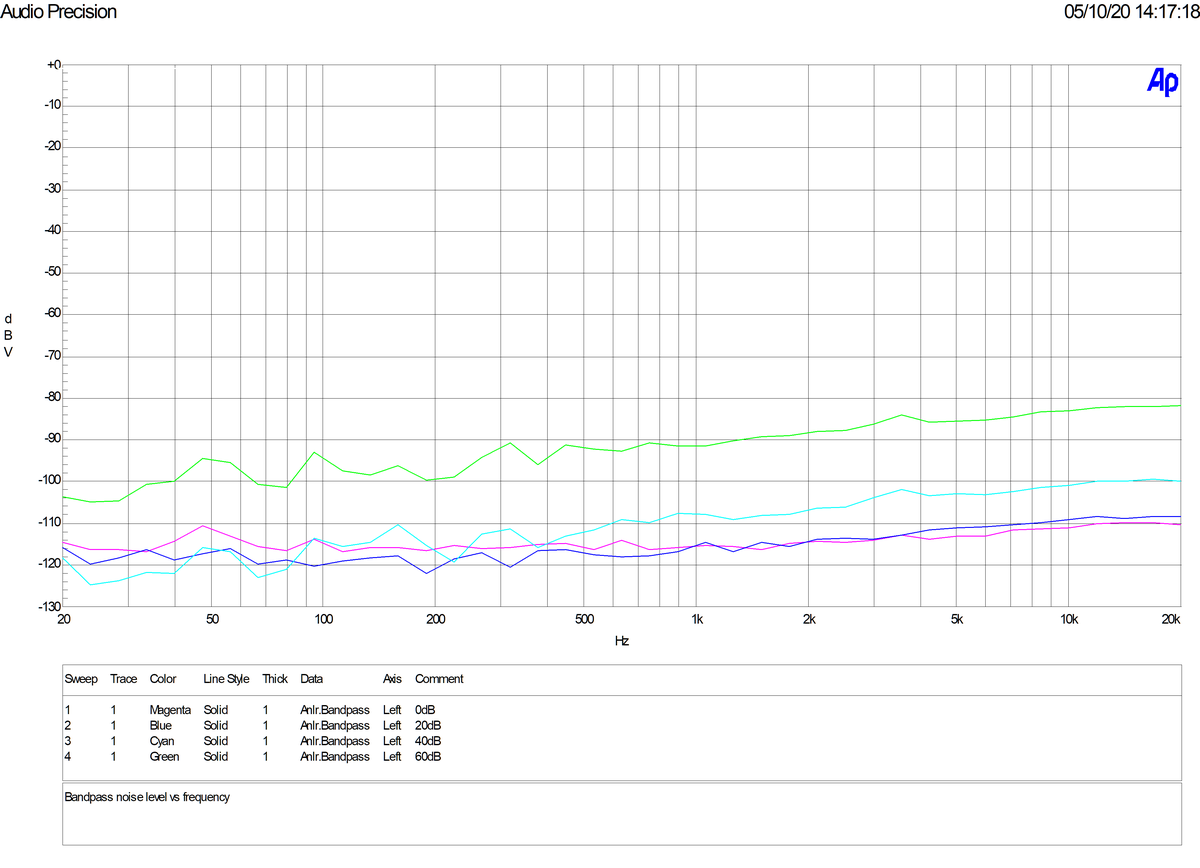 Audio Precision 05/10/20 14:17:18
Ap
+0
-10
-20
-30
-40
-50
-60
-70
-80
-90
-100
-110
-120
-130
d
B
V
20 50 100 200 500 1k 2k 5k 10k 20k
Hz
Sweep Trace Color Line Style Thick Data Axis Comment
1 1 Magenta Solid 1 Anlr.Bandpass Left 0dB
2 1 Blue Solid 1 Anlr.Bandpass Left 20dB
3 1 Cyan Solid 1 Anlr.Bandpass Left 40dB
4 1 Green Solid 1 Anlr.Bandpass Left 60dB
Bandpass noise level vs frequency